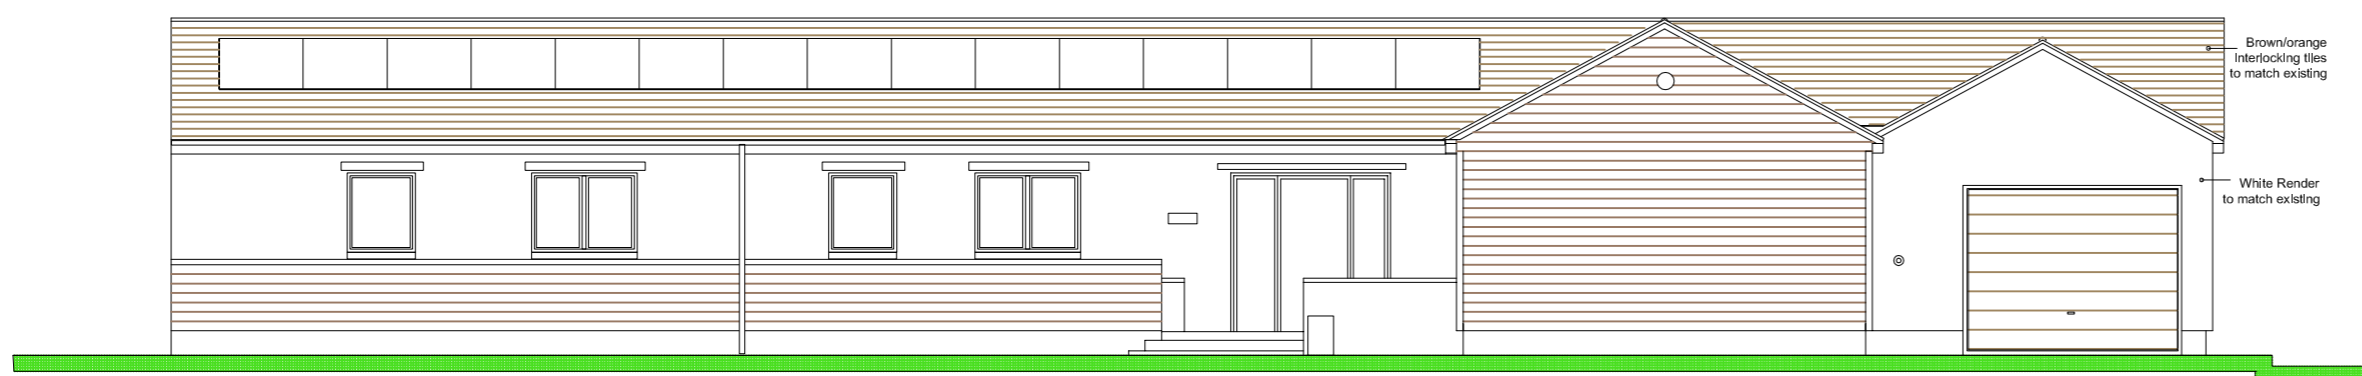 Brown/orange
interlocking tiles
to match existing
White Render
to match existing